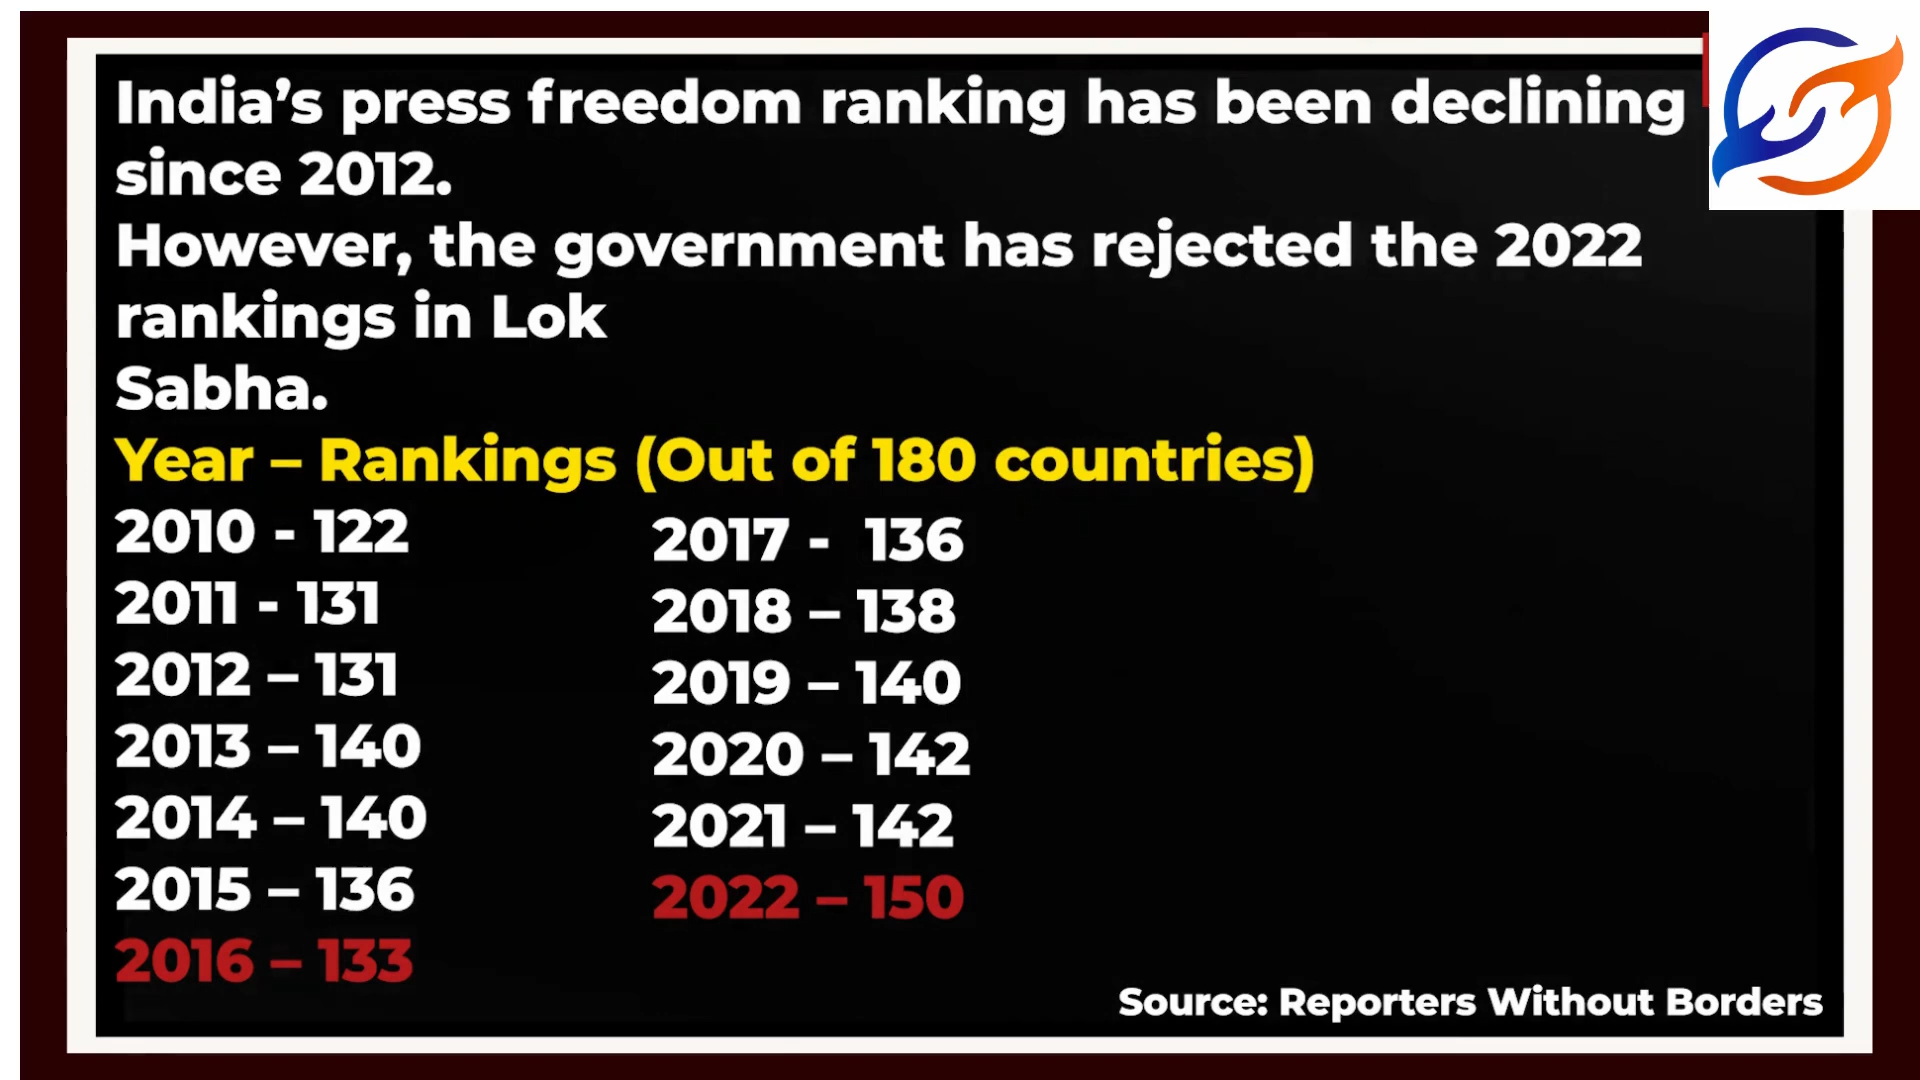 India’s press freedom ranking has been declining
since 2012.
However, the government has rejected the 2022
rankings in Lok
Sabha.
Year – Rankings (Out of 180 countries)
2010 - 122
2011 - 131
2012 – 131
2013 – 140
2014 – 140
2015 – 136
2016 – 133
2017 - 136
2018 – 138
2019 – 140
2020 – 142
2021 – 142
2022 – 150
Source: Reporters Without Borders